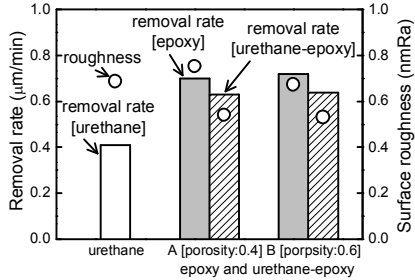 1.0
0.8
0.6
0.4
0.2
0.0
Removal rate (μm/min)
roughness
removal rate
[urethane]
removal rate
[epoxy]
removal rate
[urethane-epoxy]
1.0
0.8
0.6
0.4
0.2
0.0
Surface roughness (nmRa)
urethane
A [porosity:0.4]
B [porpsity:0.6]
epoxy and urethane-epoxy